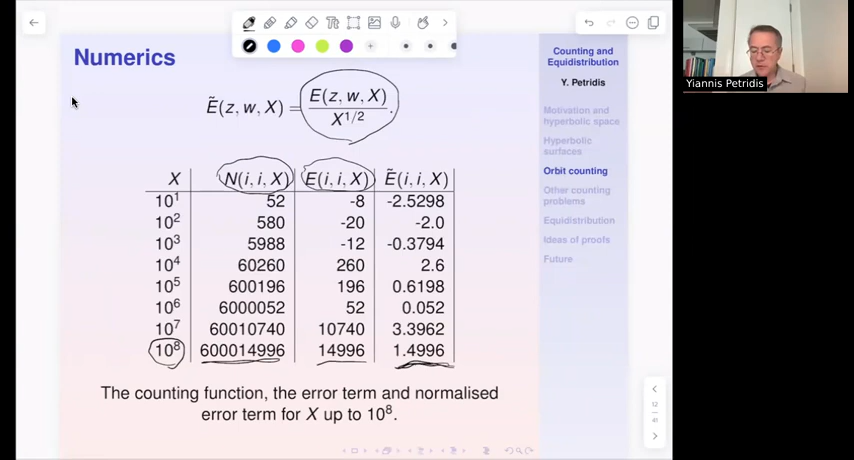 Numerics
Ẽ(z, w, X) = E(z, w, X) / X^{1/2}.
X N(i, i, X) E(i, i, X) Ẽ(i, i, X)
10^1 52 -8 -2.5298
10^2 580 -20 -2.0
10^3 5988 -12 -0.3794
10^4 60260 260 2.6
10^5 600196 196 0.6198
10^6 6000052 52 0.052
10^7 60010740 10740 3.3962
10^8 600014996 14996 1.4996
The counting function, the error term and normalised
error term for X up to 10^8.
Counting and
Equidistribution
Y. Petridis
Motivation and
hyperbolic space
Hyperbolic
surfaces
Orbit counting
Other counting
problems
Equidistribution
Ideas of proofs
Future
12
41
Yiannis Petridis